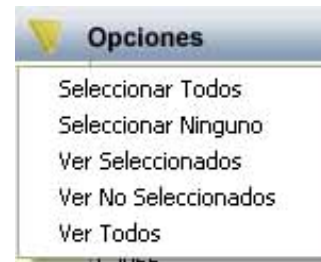 Opciones
Seleccionar Todos
Seleccionar Ninguno
Ver Seleccionados
Ver No Seleccionados
Ver Todos